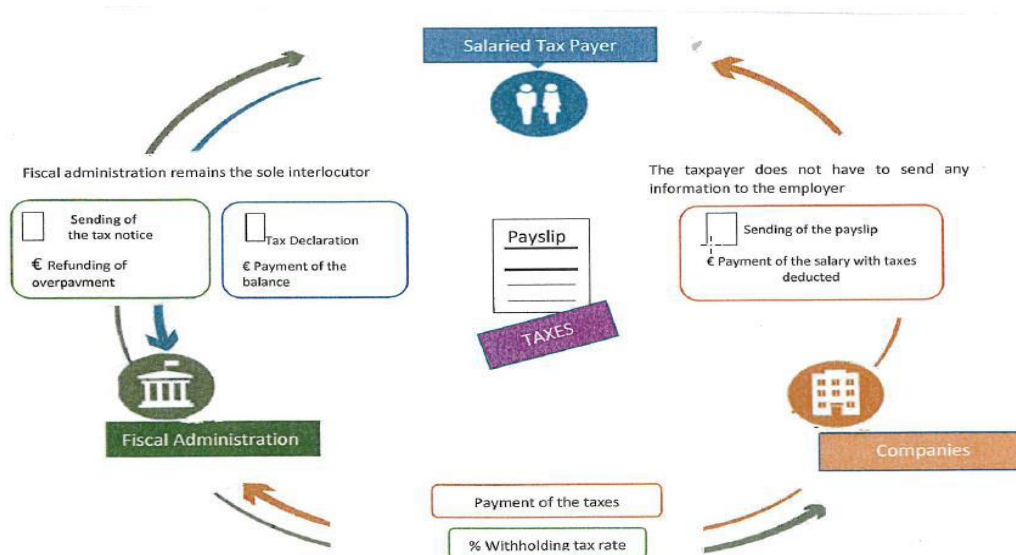 Salaried Tax Payer
Fiscal administration remains the sole interlocutor
The taxpayer does not have to send any
information to the employer
Sending of
the tax notice
€ Refunding of
overpavment
Tax Declaration
€ Payment of the
balance
Payslip
TAXES
Sending of the payslip
€ Payment of the salary with taxes
deducted
Fiscal Administration
Companies
Payment of the taxes
% Withholding tax rate